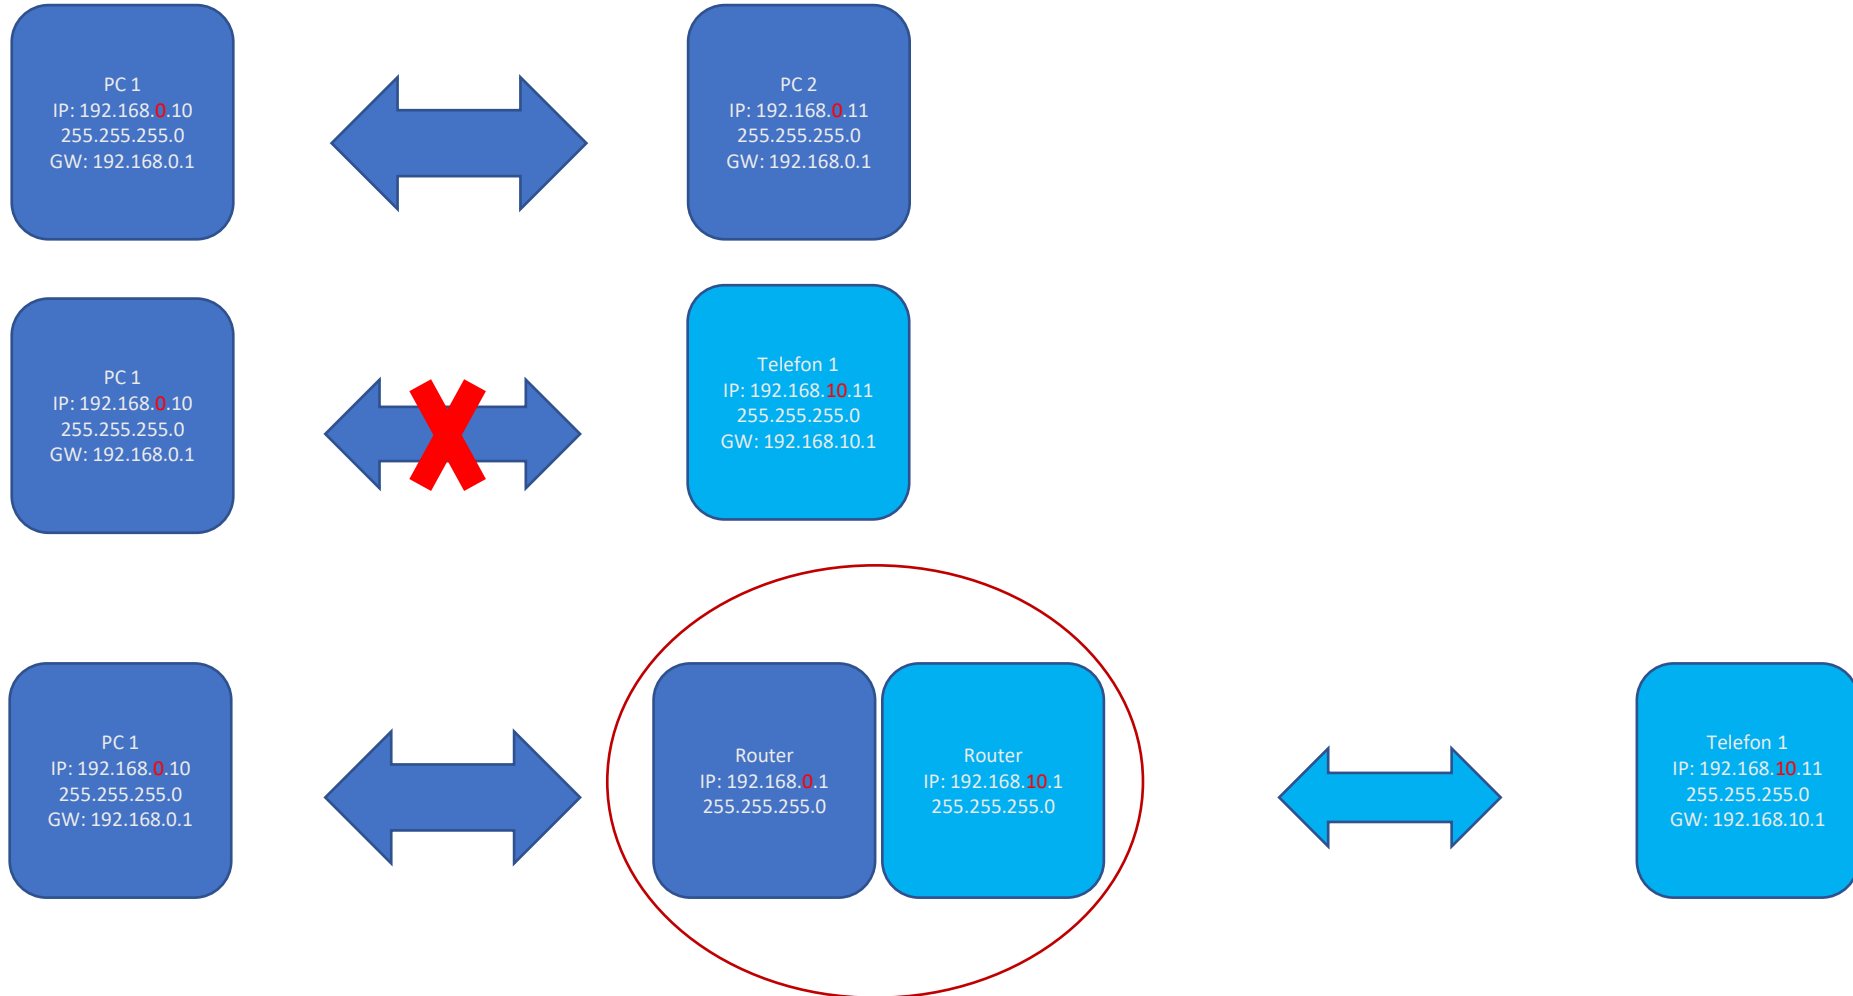 PC 1
IP: 192.168.0.10
255.255.255.0
GW: 192.168.0.1
PC 2
IP: 192.168.0.11
255.255.255.0
GW: 192.168.0.1
PC 1
IP: 192.168.0.10
255.255.255.0
GW: 192.168.0.1
Telefon 1
IP: 192.168.10.11
255.255.255.0
GW: 192.168.10.1
PC 1
IP: 192.168.0.10
255.255.255.0
GW: 192.168.0.1
Router
IP: 192.168.0.1
255.255.255.0
Router
IP: 192.168.10.1
255.255.255.0
Telefon 1
IP: 192.168.10.11
255.255.255.0
GW: 192.168.10.1